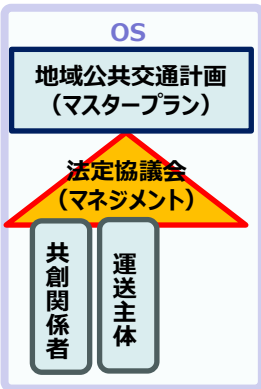 OS
地域公共交通計画
（マスタープラン）
法定協議会
（マネジメント）
共創関係者
運送主体